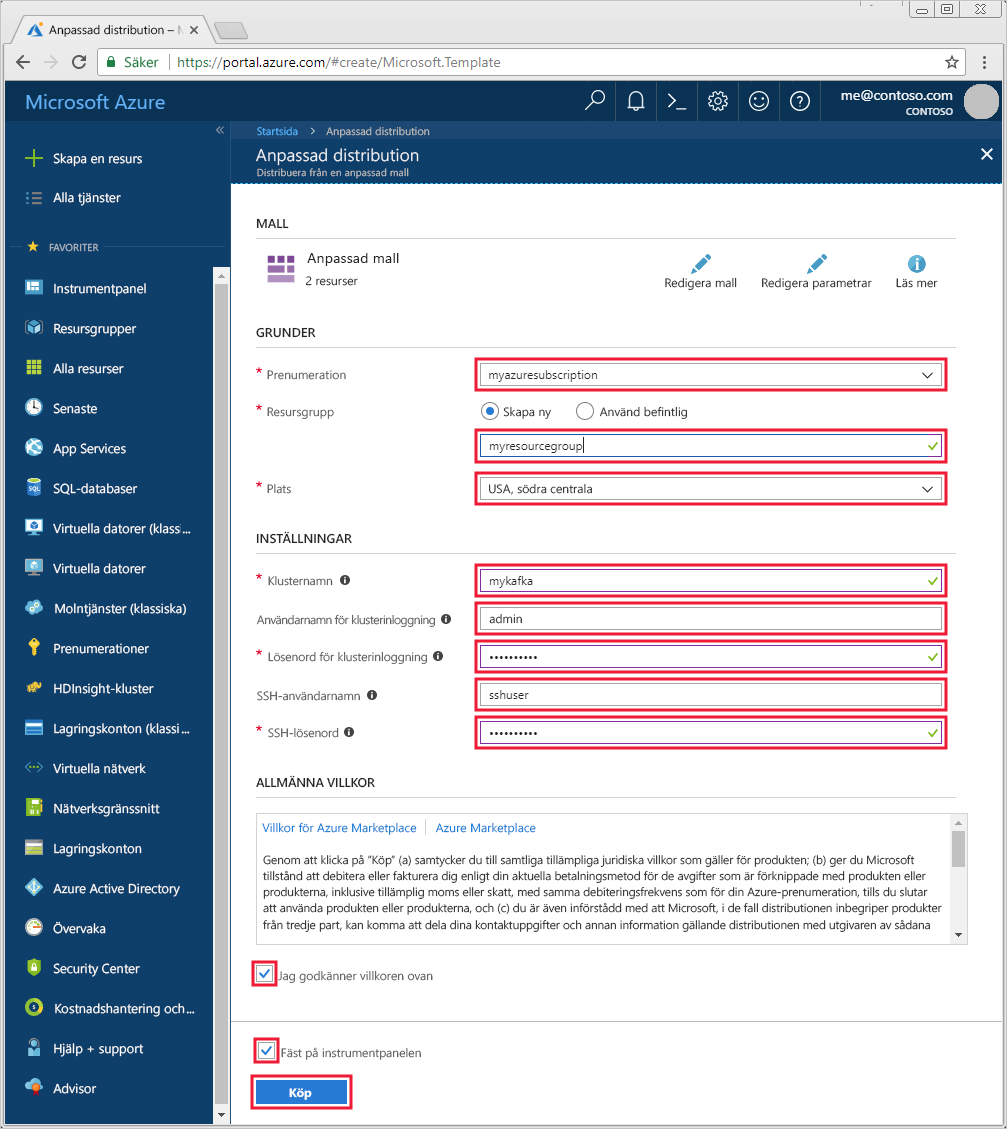 Anpassad distribution – M
Säker
https://portal.azure.com/#create/Microsoft.Template
Microsoft Azure
me@contoso.com
CONTOSO
Startsida > Anpassad distribution
Anpassad distribution
Distribuera från en anpassad mall
Skapa en resurs
Alla tjänster
FAVORITER
Instrumentpanel
Resursgrupper
Alla resurser
Senaste
App Services
SQL-databaser
Virtuella datorer (klass...
Virtuella datorer
Molntjänster (klassiska)
Prenumerationer
HDInsight-kluster
Lagringskonton (klassi...
Virtuella nätverk
Nätverksgränssnitt
Lagringskonton
Azure Active Directory
Övervaka
Security Center
Kostnadshantering och...
Hjälp + support
Advisor
MALL
Anpassad mall
2 resurser
Redigera mall
Redigera parametrar
Läs mer
GRUNDER
* Prenumeration
myazuresubscription
* Resursgrupp
Skapa ny
Använd befintlig
myresourcegroup
* Plats
USA, södra centrala
INSTÄLLNINGAR
* Klusternamn
mykafka
Användarnamn för klusterinloggning
admin
* Lösenord för klusterinloggning
••••••••••
SSH-användarnamn
sshuser
* SSH-lösenord
••••••••••
ALLMÄNNA VILLKOR
Villkor för Azure Marketplace | Azure Marketplace
Genom att klicka på ”Köp” (a) samtycker du till samtliga tillämpliga juridiska villkor som gäller för produkten; (b) ger du Microsoft
tillstånd att debitera eller fakturera dig enligt din aktuella betalningsmetod för de avgifter som är förknippade med produkten eller
produkterna, inklusive tillämplig moms eller skatt, med samma debiteringsfrekvens som för din Azure-prenumeration, tills du slutar
att använda produkten eller produkterna, och (c) du är även införstådd med att Microsoft, i de fall distributionen inbegriper produkter
från tredje part, kan komma att dela dina kontaktuppgifter och annan information gällande distributionen med utgivaren av sådana
Jag godkänner villkoren ovan
Fäst på instrumentpanelen
Köp